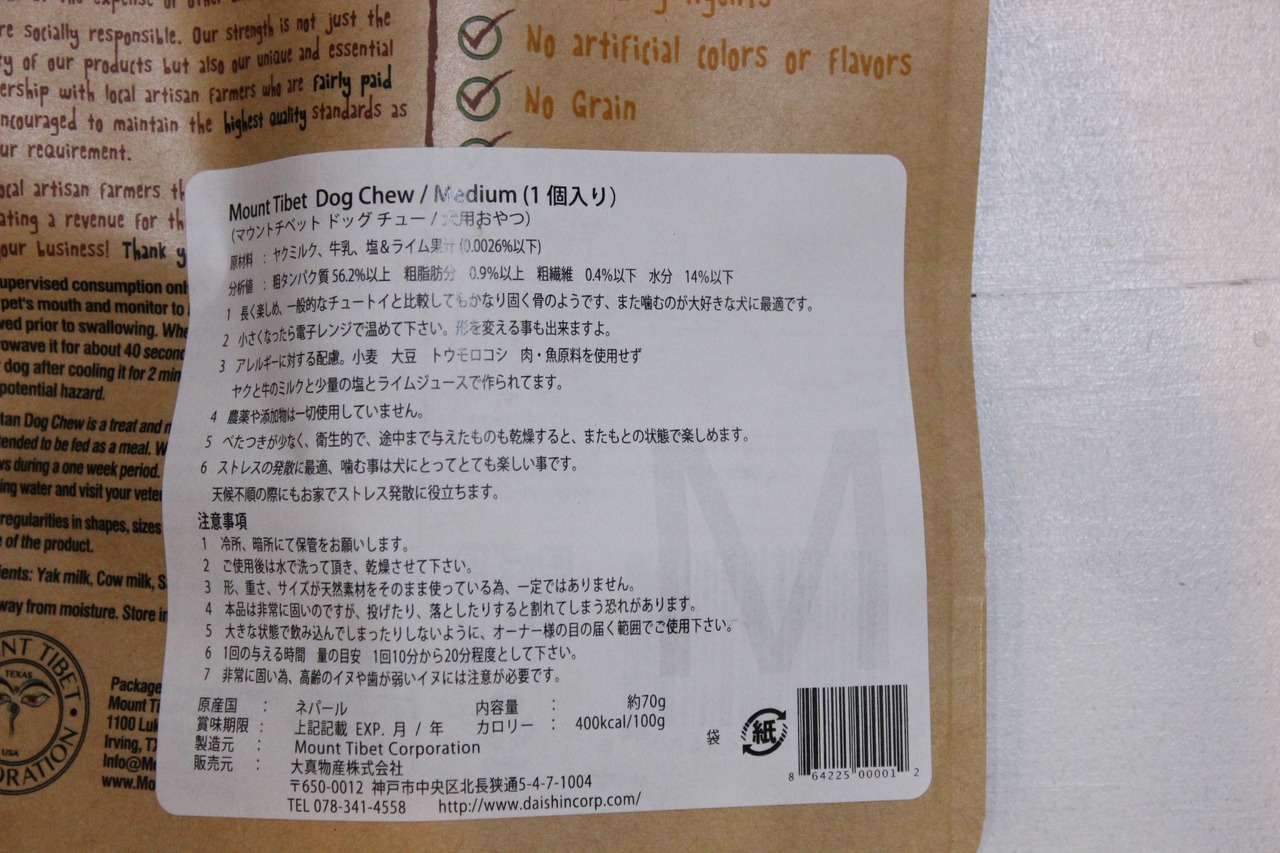 re socially responsible. Our strength is not just the
y of our products but also our unique and essential
ership with local artisan farmers who are fairly paid
ncouraged to maintain the highest quality standards as
ur requirement.
ocal artisan farmers th
ating a revenue for th
our business! Thank y
upervised consumption onl
pet's mouth and monitor to
ved prior to swallowing. Whe
rowave it for about 40 second
dog after cooling it for 2 min
potential hazard.
tan Dog Chew is a treat and n
ended to be fed as a meal. W
ws during a one week period.
ing water and visit your veter
rregularities in shapes, sizes
of the product.
ients: Yak milk, Cow milk, S
way from moisture. Store in
NT TIBET
TEXAS
USA
ORATION
Package
Mount Ti
1100 Luk
Irving, TX
Info@Mo
www.Mo
No artificial colors or flavors
No Grain
Mount Tibet Dog Chew / Medium (1 個入り)
(マウントチベット ドッグ チュー / 犬用おやつ)
原材料 : ヤクミルク、牛乳、塩&ライム果汁 (0.0026%以下)
分析値 : 粗タンパク質 56.2%以上 粗脂肪分 0.9%以上 粗繊維 0.4%以下 水分 14%以下
1 長く楽しめ、一般的なチュートイと比較してもかなり固く骨のようです、また噛むのが大好きな犬に最適です。
2 小さくなったら電子レンジで温めて下さい。形を変える事も出来ますよ。
3 アレルギーに対する配慮。小麦 大豆 トウモロコシ 肉・魚原料を使用せず
ヤクと牛のミルクと少量の塩とライムジュースで作られてます。
4 農薬や添加物は一切使用していません。
5 べたつきが少なく、衛生的で、途中まで与えたものも乾燥すると、またもとの状態で楽しめます。
6 ストレスの発散に最適、噛む事は犬にとってとても楽しい事です。
天候不順の際にもお家でストレス発散に役立ちます。
注意事項
1 冷所、暗所にて保管をお願いします。
2 ご使用後は水で洗って頂き、乾燥させて下さい。
3 形、重さ、サイズが天然素材をそのまま使っている為、一定ではありません。
4 本品は非常に固いのですが、投げたり、落としたりすると割れてしまう恐れがあります。
5 大きな状態で飲み込んでしまったりしないように、オーナー様の目の届く範囲でご使用下さい。
6 1回の与える時間 量の目安 1回10分から20分程度として下さい。
7 非常に固い為、高齢のイヌや歯が弱いイヌには注意が必要です。
原産国 : ネパール 内容量 : 約70g
賞味期限 : 上記記載 EXP. 月 / 年 カロリー : 400kcal/100g
製造元 : Mount Tibet Corporation
販売元 : 大真物産株式会社
〒650-0012 神戸市中央区北長狭通5-4-7-1004
TEL 078-341-4558 http://www.daishincorp.com/
袋 紙
8 64225 00001 2
M